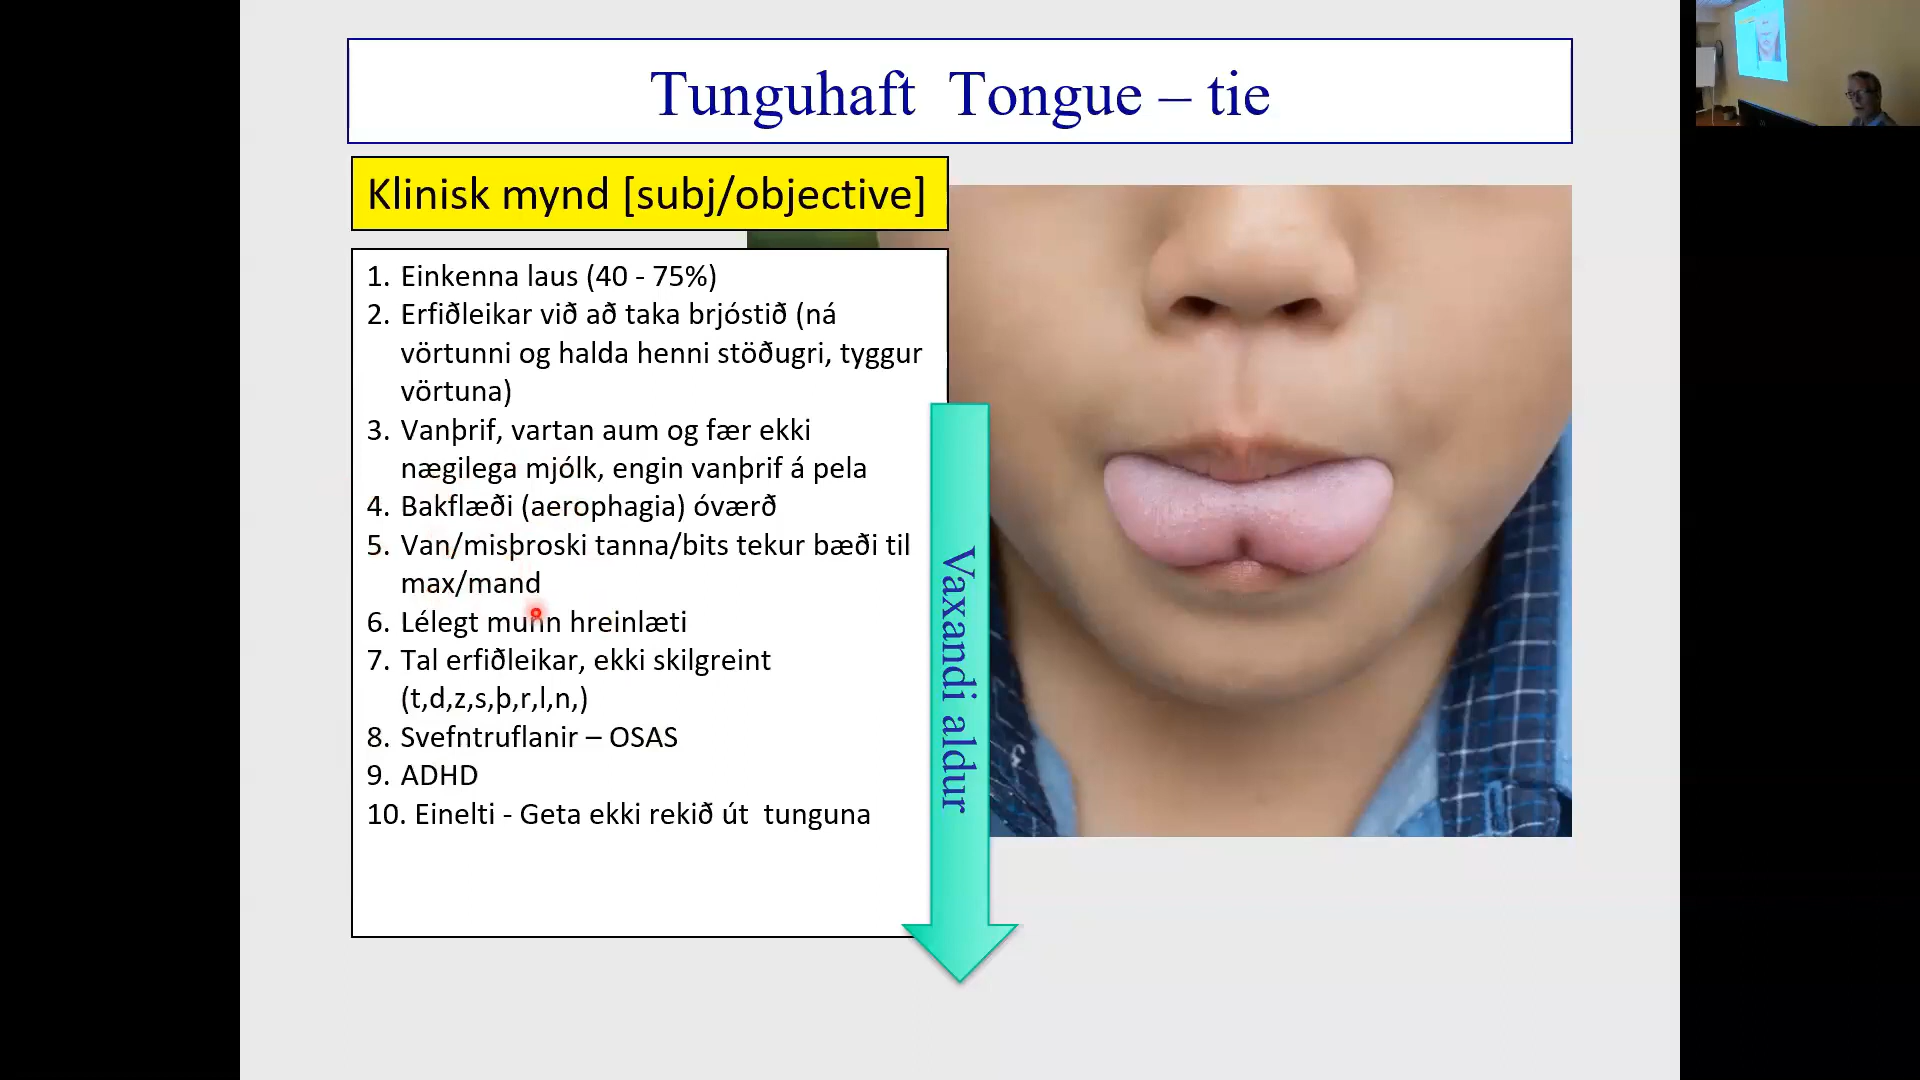 Tunguhaft Tongue – tie
Klinisk mynd [subj/objective]
1. Einkenna laus (40 - 75%)
2. Erfiðleikar við að taka brjóstið (ná
vörtunni og halda henni stöðugri, tyggur
vörtuna)
3. Vanþrif, vartan aum og fær ekki
nægilega mjólk, engin vanþrif á pela
4. Bakflæði (aerophagia) óværð
5. Van/misþroski tanna/bits tekur bæði til
max/mand
6. Lélegt munn hreinlæti
7. Tal erfiðleikar, ekki skilgreint
(t,d,z,s,þ,r,l,n,)
8. Svefntruflanir – OSAS
9. ADHD
10. Einelti - Geta ekki rekið út tunguna
Vaxandi aldur